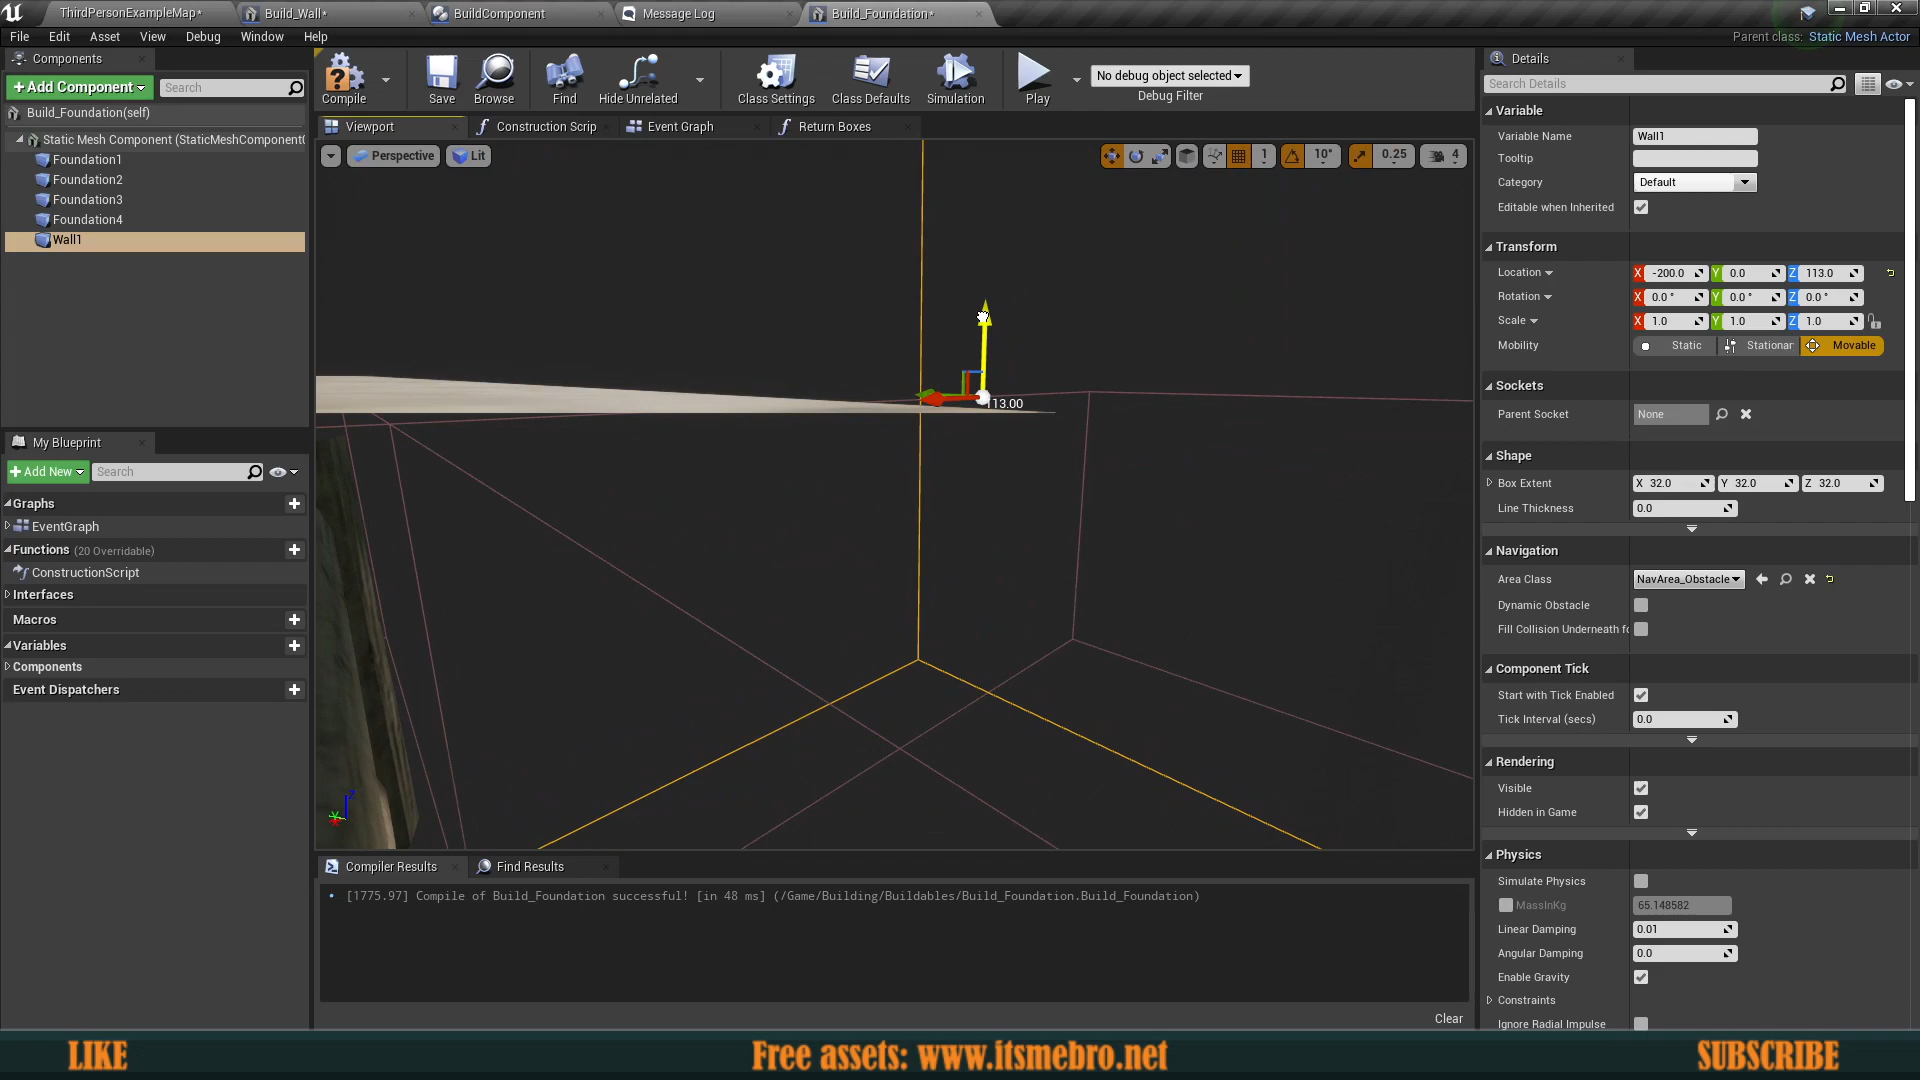 ThirdPersonExampleMap*
Build_Wall*
BuildComponent
Message Log
Build_Foundation*
File Edit Asset View Debug Window Help
Parent class: Static Mesh Actor
Components
+ Add Component
Search
Build_Foundation(self)
Static Mesh Component (StaticMeshComponent
Foundation1
Foundation2
Foundation3
Foundation4
Wall1
My Blueprint
+ Add New
Search
Graphs
EventGraph
Functions (20 Overridable)
ConstructionScript
Interfaces
Macros
Variables
Components
Event Dispatchers
Compile
Save
Browse
Find
Hide Unrelated
Class Settings
Class Defaults
Simulation
Play
No debug object selected
Debug Filter
Viewport
Construction Scrip
Event Graph
Return Boxes
Perspective
Lit
1
10°
0.25
4
113.00
Z
Compiler Results
Find Results
• [1775.97] Compile of Build_Foundation successful! [in 48 ms] (/Game/Building/Buildables/Build_Foundation.Build_Foundation)
Clear
Details
Search Details
Variable
Variable Name Wall1
Tooltip
Category Default
Editable when Inherited
Transform
Location X -200.0 Y 0.0 Z 113.0
Rotation X 0.0 ° Y 0.0 ° Z 0.0 °
Scale X 1.0 Y 1.0 Z 1.0
Mobility Static Stationar Movable
Sockets
Parent Socket None
Shape
Box Extent X 32.0 Y 32.0 Z 32.0
Line Thickness 0.0
Navigation
Area Class NavArea_Obstacle
Dynamic Obstacle
Fill Collision Underneath fo
Component Tick
Start with Tick Enabled
Tick Interval (secs) 0.0
Rendering
Visible
Hidden in Game
Physics
Simulate Physics
MassInKg 65.148582
Linear Damping 0.01
Angular Damping 0.0
Enable Gravity
Constraints
Ignore Radial Impulse
LIKE
Free assets: www.itsmebro.net
SUBSCRIBE